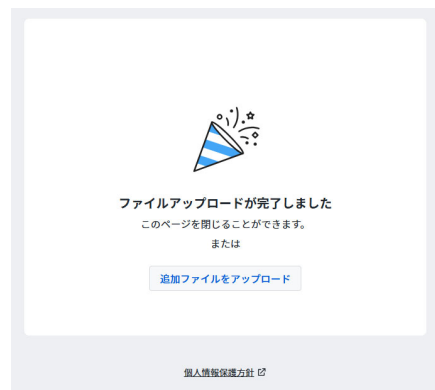 ファイルアップロードが完了しました
このページを閉じることができます。
または
追加ファイルをアップロード
個人情報保護方針